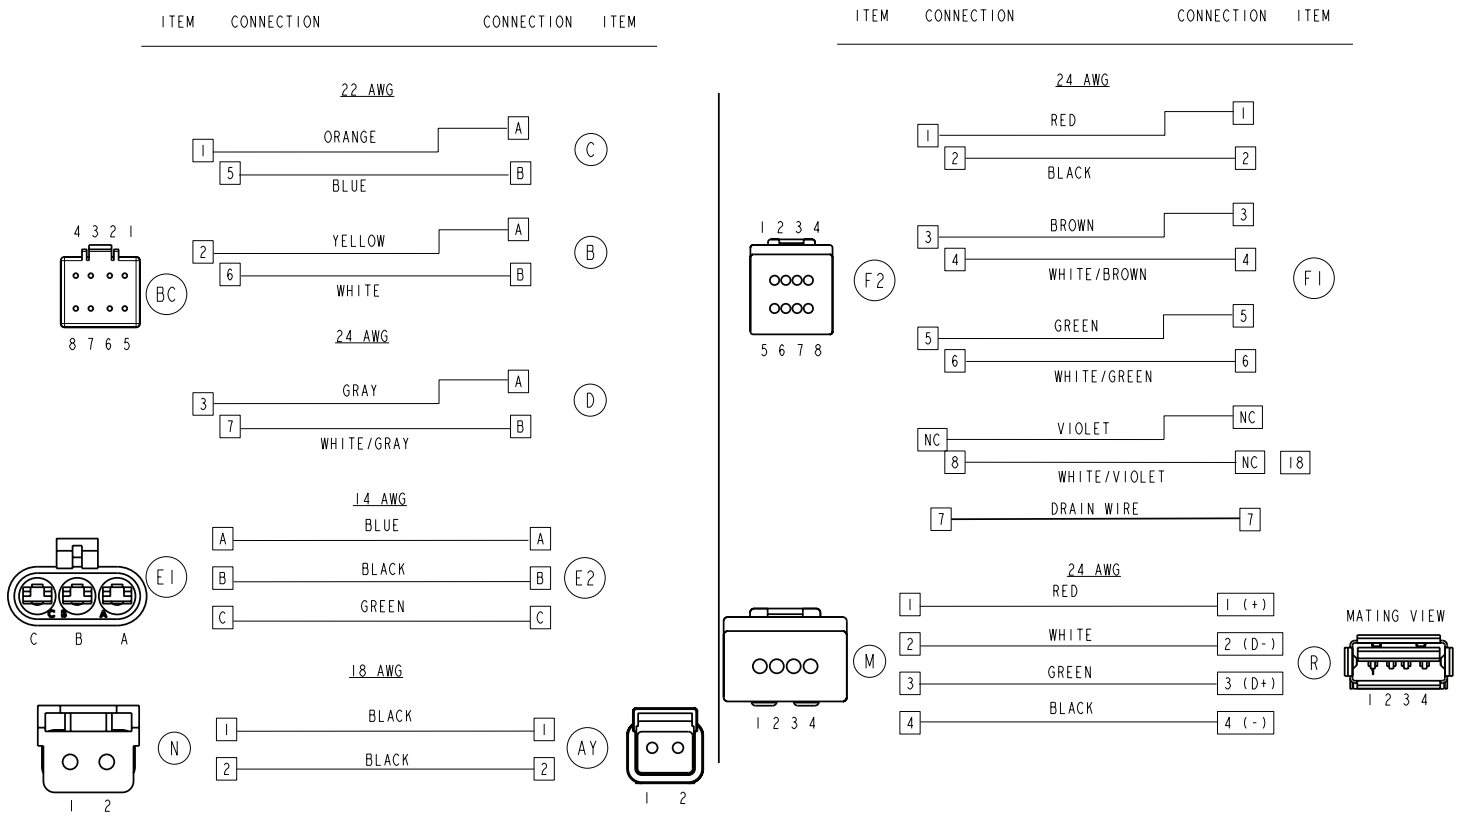 ITEM CONNECTION CONNECTION ITEM
22 AWG
A
ORANGE
1
C
5
B
BLUE
4 3 2 1
A
YELLOW
2
B
6
B
WHITE
BC
8 7 6 5
24 AWG
A
GRAY
3
D
7
B
WHITE/GRAY
14 AWG
BLUE
A
A
E1
BLACK
B
B
E2
GREEN
C
C
C B A
C B A
18 AWG
BLACK
1
1
N
AY
BLACK
2
2
1 2
1 2
ITEM CONNECTION CONNECTION ITEM
24 AWG
RED
1
1
2
2
BLACK
1 2 3 4
BROWN
3
3
4
4
WHITE/BROWN
F2
F1
5 6 7 8
GREEN
5
5
6
6
WHITE/GREEN
VIOLET
NC
NC
8
NC
18
WHITE/VIOLET
DRAIN WIRE
7
7
24 AWG
RED
1
1 (+)
MATING VIEW
WHITE
2
2 (D-)
M
R
GREEN
3
3 (D+)
BLACK
4
4 (-)
1 2 3 4
1 2 3 4